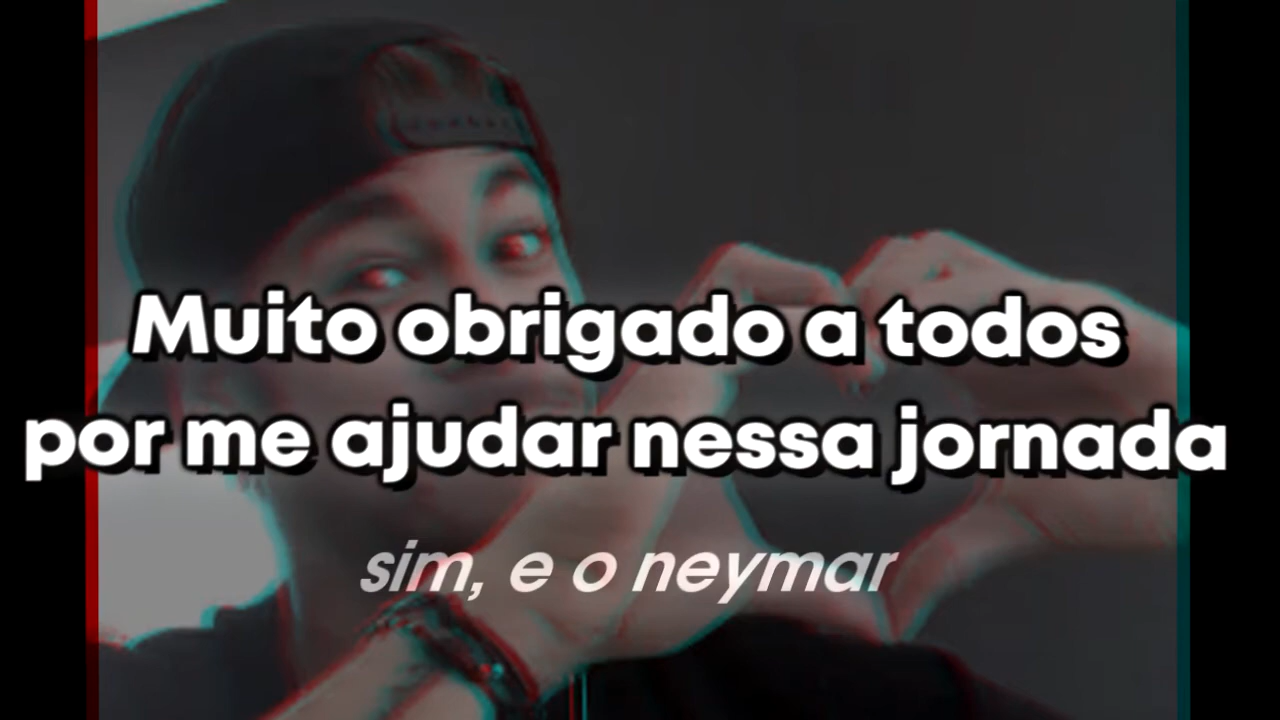 Muito obrigado a todos
por me ajudar nessa jornada
sim, e o neymar